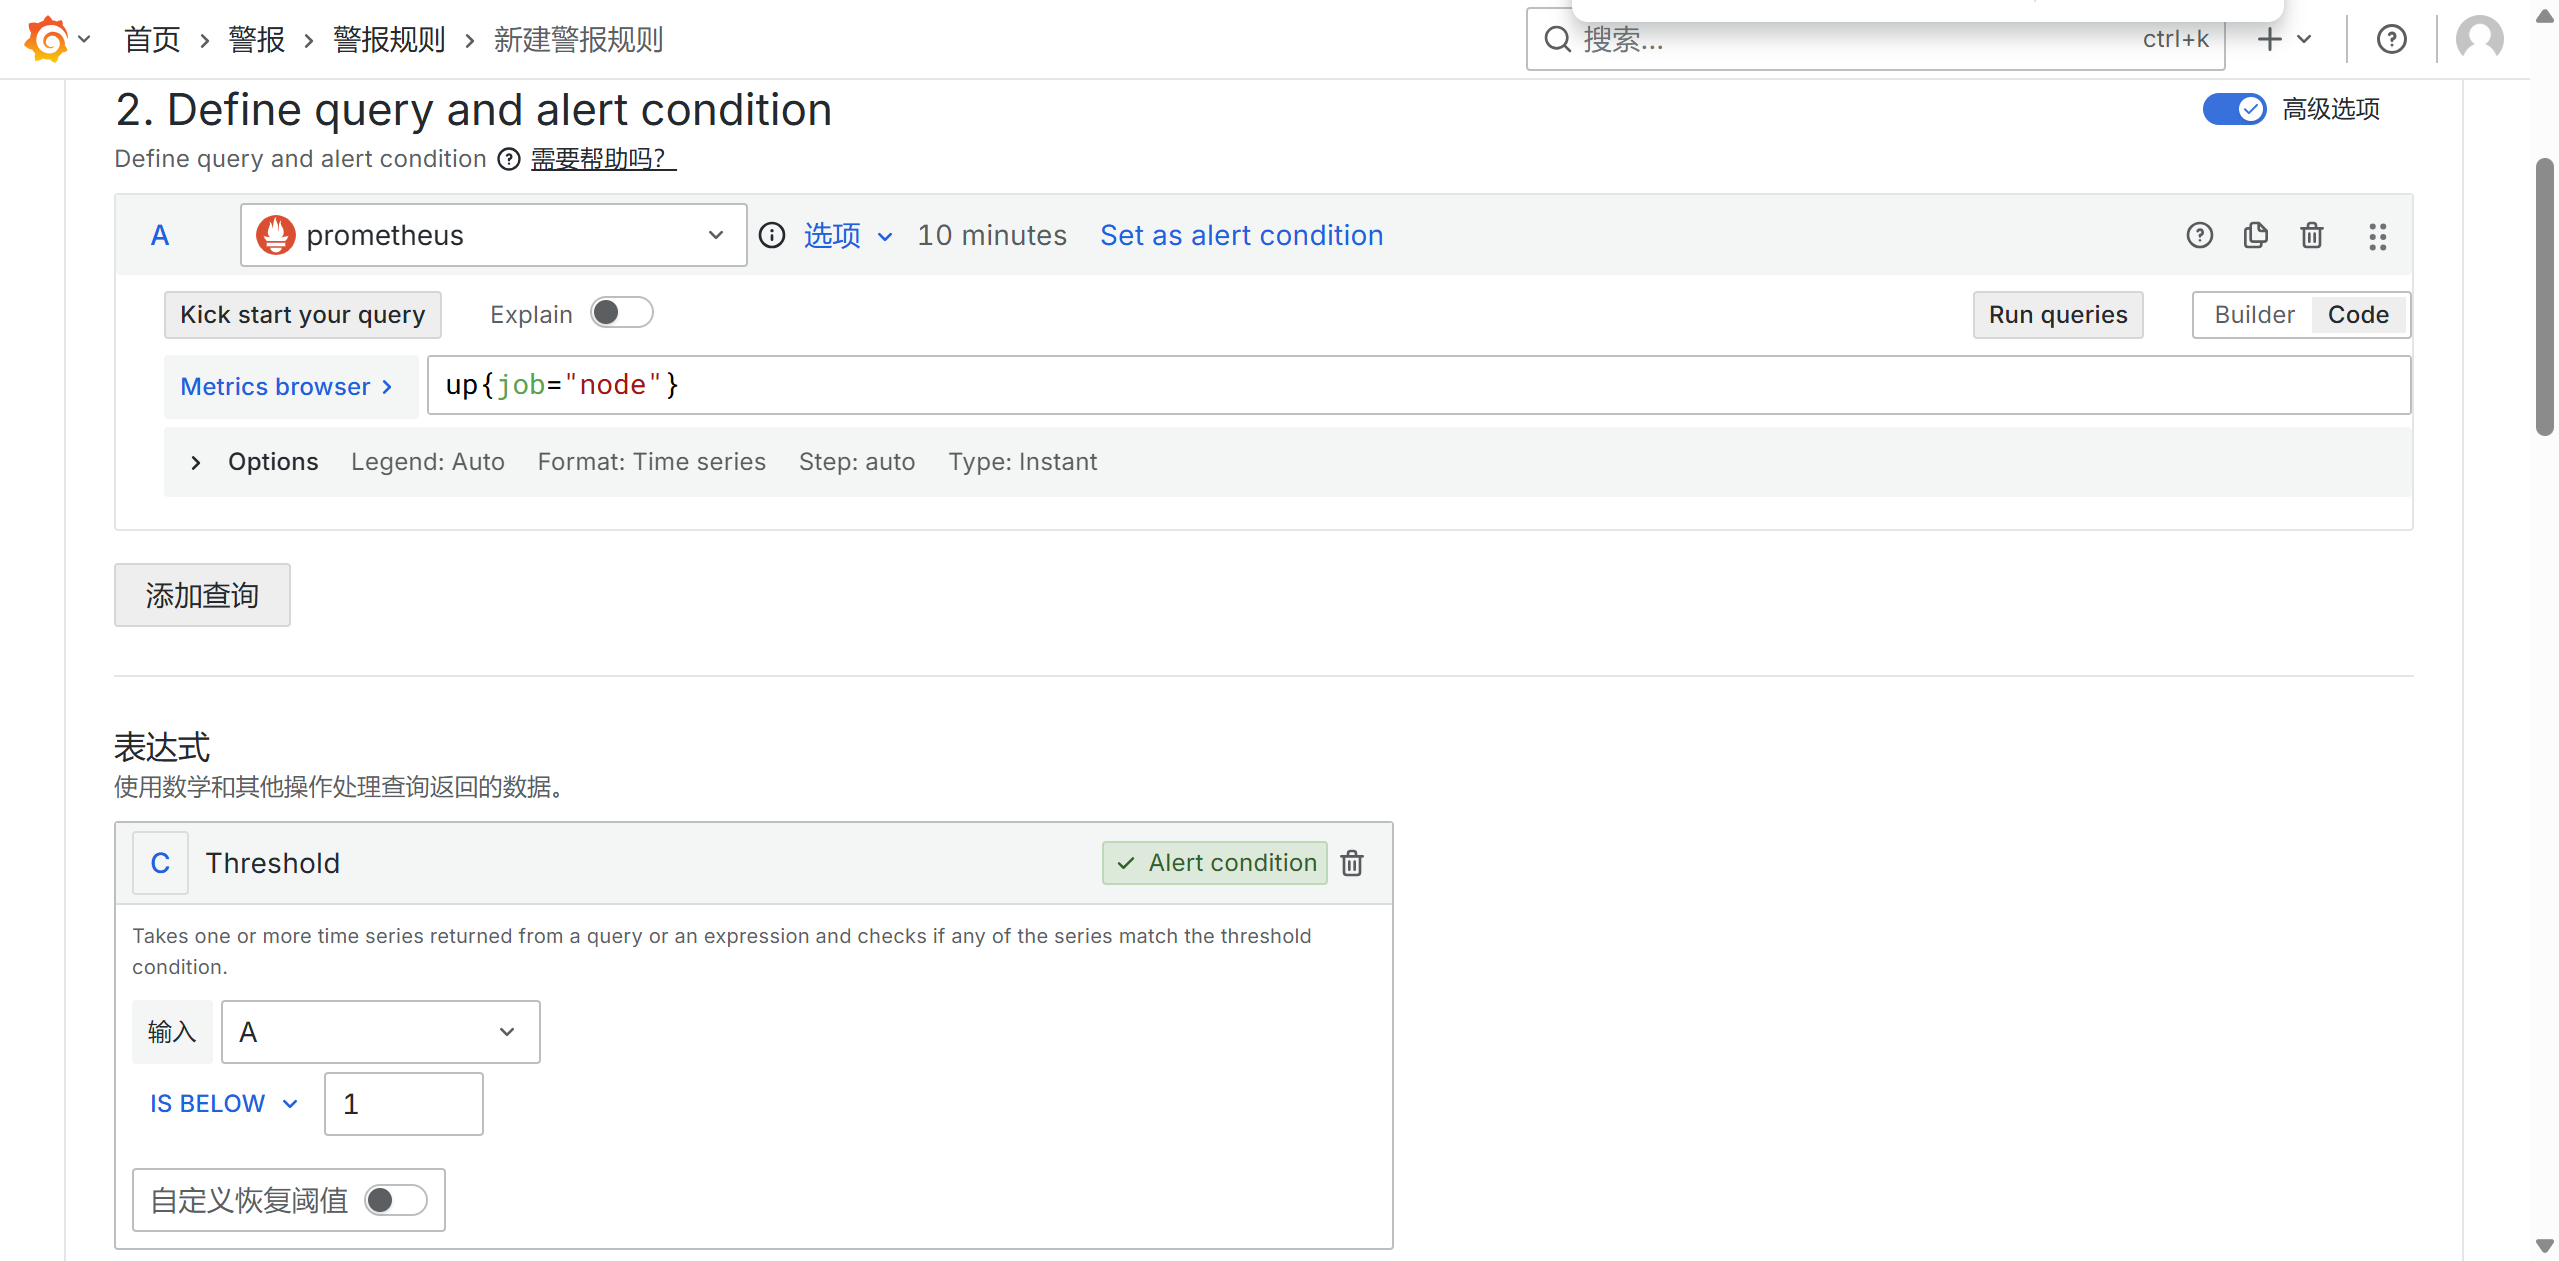 首页 > 警报 > 警报规则 > 新建警报规则
搜索... ctrl+k
2. Define query and alert condition
高级选项
Define query and alert condition 需要帮助吗？
A prometheus 选项 10 minutes Set as alert condition
Kick start your query Explain Run queries Builder Code
Metrics browser > up{job="node"}
> Options Legend: Auto Format: Time series Step: auto Type: Instant
添加查询
表达式
使用数学和其他操作处理查询返回的数据。
C Threshold Alert condition
Takes one or more time series returned from a query or an expression and checks if any of the series match the threshold
condition.
输入 A
IS BELOW 1
自定义恢复阈值